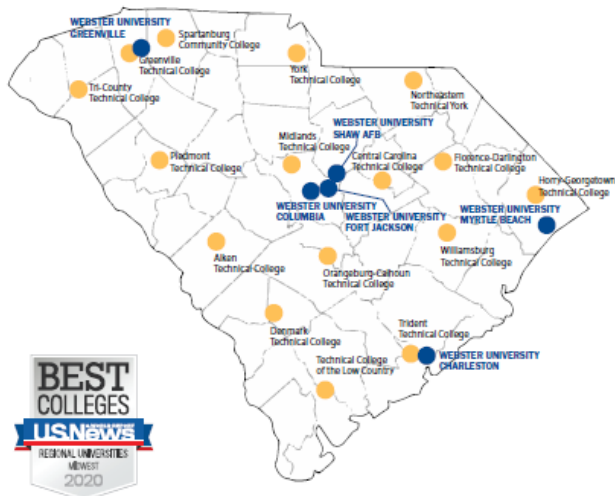 WEBSTER UNIVERSITY
GREENVILLE
Spartanburg
Community College
Greenville
Technical College
York
Technical College
Tri-County
Technical College
Northeastern
Technical York
WEBSTER UNIVERSITY
SHAW AFB
Midlands
Technical College
Piedmont
Technical College
Central Carolina
Technical College
Florence-Darlington
Technical College
Horry-Georgetown
Technical College
WEBSTER UNIVERSITY
COLUMBIA
WEBSTER UNIVERSITY
FORT JACKSON
WEBSTER UNIVERSITY
MYRTLE BEACH
Aiken
Technical College
Orangeburg-Calhoun
Technical College
Williamsburg
Technical College
Denmark
Technical College
Trident
Technical College
WEBSTER UNIVERSITY
CHARLESTON
Technical College
of the Low Country
BEST
COLLEGES
U.S.News
REGIONAL UNIVERSITIES
MIDWEST
2020